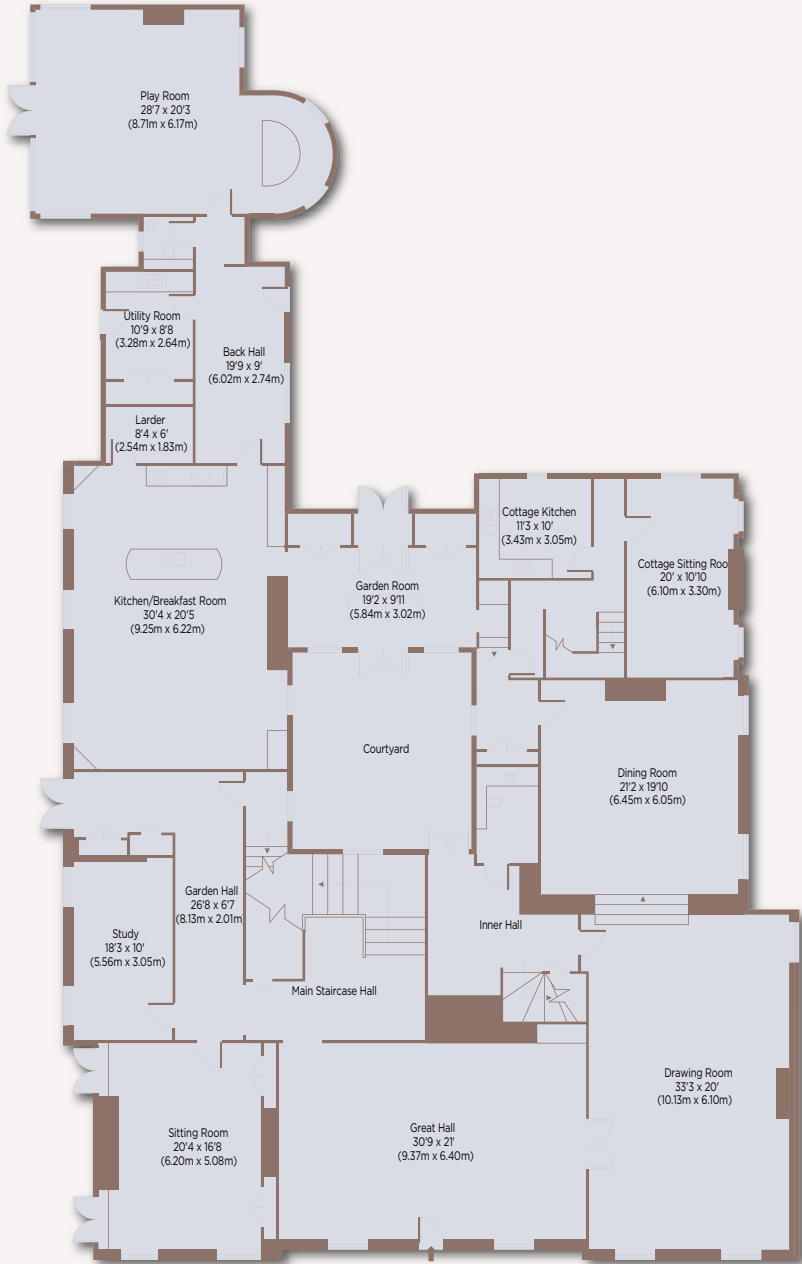 Play Room
28'7 x 20'3
(8.71m x 6.17m)
Utility Room
10'9 x 8'8
(3.28m x 2.64m)
Back Hall
19'9 x 9'
(6.02m x 2.74m)
Larder
8'4 x 6'
(2.54m x 1.83m)
Cottage Kitchen
11'3 x 10'
(3.43m x 3.05m)
Cottage Sitting Roo
20' x 10'10
(6.10m x 3.30m)
Garden Room
19'2 x 9'11
(5.84m x 3.02m)
Kitchen/Breakfast Room
30'4 x 20'5
(9.25m x 6.22m)
Courtyard
Dining Room
21'2 x 19'10
(6.45m x 6.05m)
Garden Hall
26'8 x 6'7
(8.13m x 2.01m)
Study
18'3 x 10'
(5.56m x 3.05m)
Inner Hall
Main Staircase Hall
Drawing Room
33'3 x 20'
(10.13m x 6.10m)
Great Hall
30'9 x 21'
(9.37m x 6.40m)
Sitting Room
20'4 x 16'8
(6.20m x 5.08m)